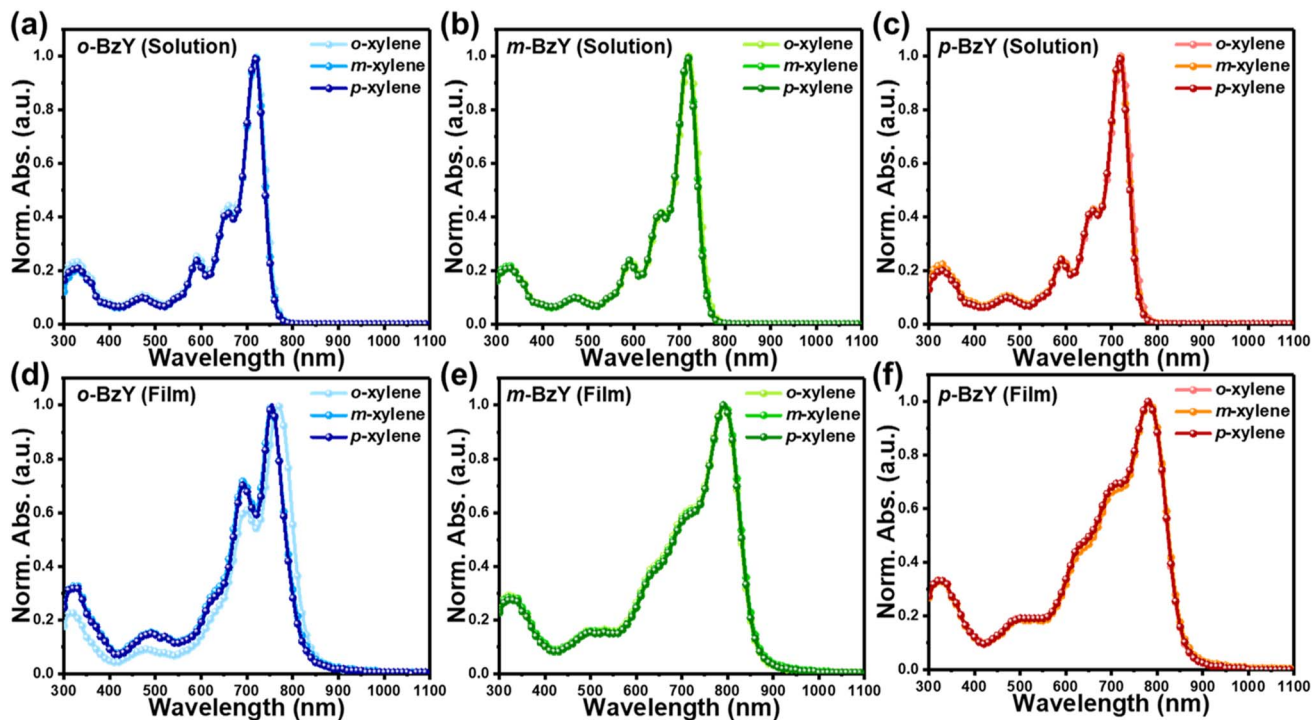 (a)
o-BzY (Solution)
o-xylene
m-xylene
p-xylene
Norm. Abs. (a.u.)
1.0
0.8
0.6
0.4
0.2
0.0
300 400 500 600 700 800 900 1000 1100
Wavelength (nm)
(b)
m-BzY (Solution)
o-xylene
m-xylene
p-xylene
Norm. Abs. (a.u.)
1.0
0.8
0.6
0.4
0.2
0.0
300 400 500 600 700 800 900 1000 1100
Wavelength (nm)
(c)
p-BzY (Solution)
o-xylene
m-xylene
p-xylene
Norm. Abs. (a.u.)
1.0
0.8
0.6
0.4
0.2
0.0
300 400 500 600 700 800 900 1000 1100
Wavelength (nm)
(d)
o-BzY (Film)
o-xylene
m-xylene
p-xylene
Norm. Abs. (a.u.)
1.0
0.8
0.6
0.4
0.2
0.0
300 400 500 600 700 800 900 1000 1100
Wavelength (nm)
(e)
m-BzY (Film)
o-xylene
m-xylene
p-xylene
Norm. Abs. (a.u.)
1.0
0.8
0.6
0.4
0.2
0.0
300 400 500 600 700 800 900 1000 1100
Wavelength (nm)
(f)
p-BzY (Film)
o-xylene
m-xylene
p-xylene
Norm. Abs. (a.u.)
1.0
0.8
0.6
0.4
0.2
0.0
300 400 500 600 700 800 900 1000 1100
Wavelength (nm)